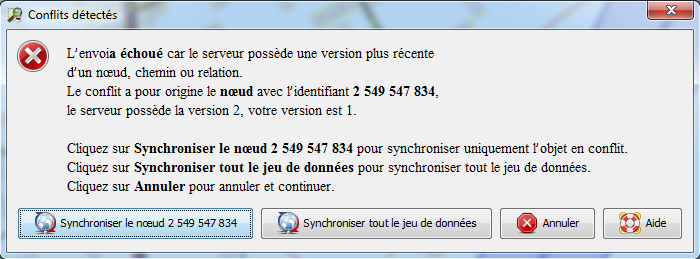 Conflits détectés
L'envoia échoué car le serveur possède une version plus récente
d'un nœud, chemin ou relation.
Le conflit a pour origine le nœud avec l'identifiant 2 549 547 834,
le serveur possède la version 2, votre version est 1.
Cliquez sur Synchroniser le nœud 2 549 547 834 pour synchroniser uniquement l'objet en conflit.
Cliquez sur Synchroniser tout le jeu de données pour synchroniser tout le jeu de données.
Cliquez sur Annuler pour annuler et continuer.
Synchroniser le nœud 2 549 547 834 Synchroniser tout le jeu de données Annuler Aide